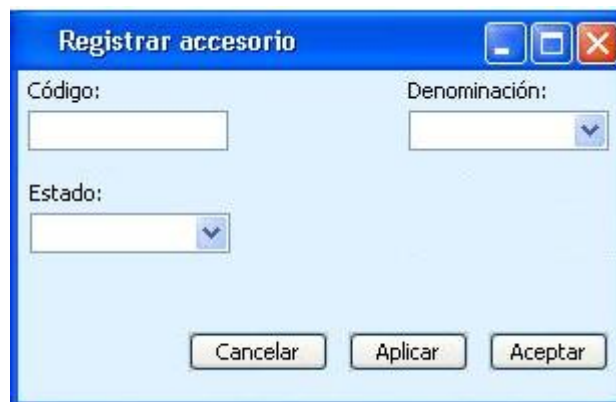 Registrar accesorio
Código: Denominación:
Estado:
Cancelar Aplicar Aceptar